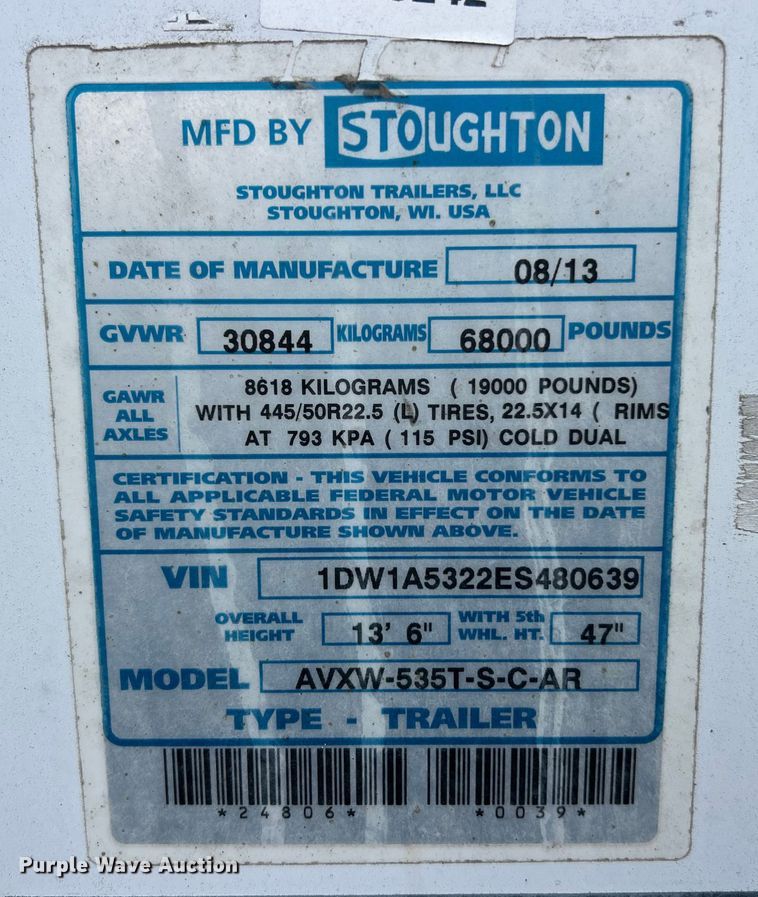 MFD BY STOUGHTON
STOUGHTON TRAILERS, LLC
STOUGHTON, WI. USA
DATE OF MANUFACTURE 08/13
GVWR 30844 KILOGRAMS 68000 POUNDS
GAWR ALL AXLES
8618 KILOGRAMS ( 19000 POUNDS)
WITH 445/50R22.5 (L) TIRES, 22.5X14 ( RIMS
AT 793 KPA ( 115 PSI) COLD DUAL
CERTIFICATION - THIS VEHICLE CONFORMS TO
ALL APPLICABLE FEDERAL MOTOR VEHICLE
SAFETY STANDARDS IN EFFECT ON THE DATE
OF MANUFACTURE SHOWN ABOVE.
VIN 1DW1A5322ES480639
OVERALL HEIGHT 13' 6" WITH 5th WHL. HT. 47"
MODEL AVXW-535T-S-C-AR
TYPE - TRAILER
*24806* *0039*
Purple Wave Auction